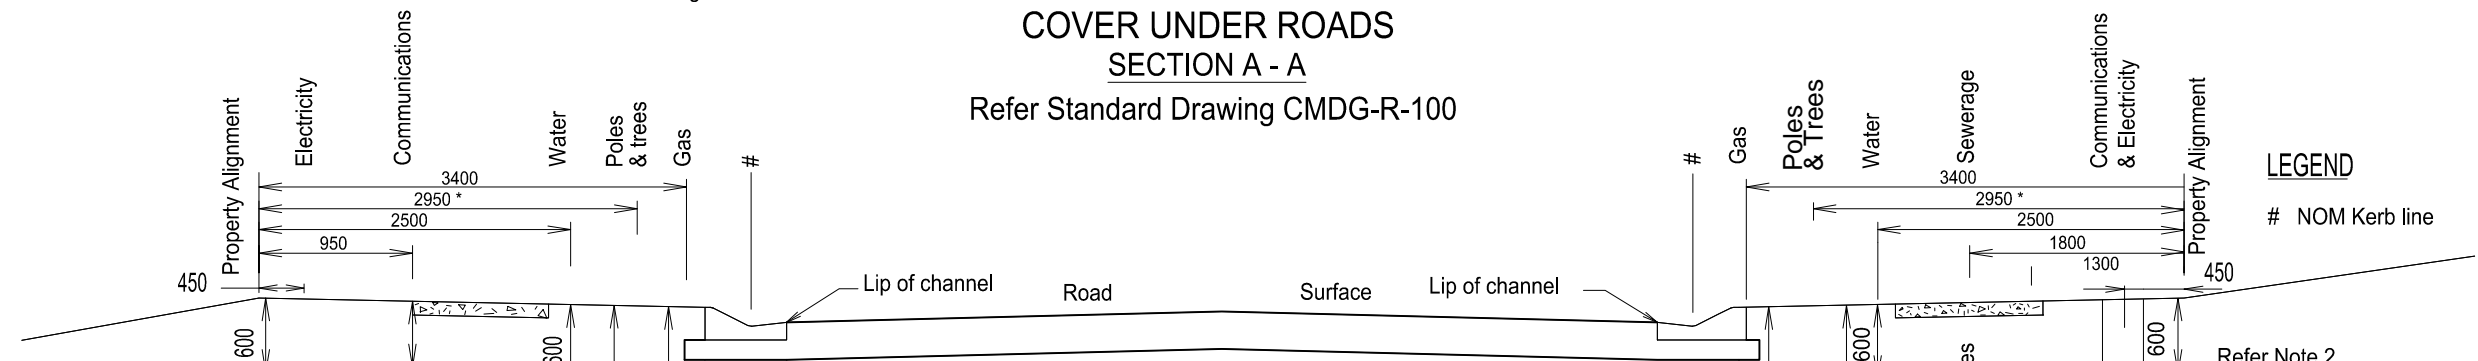 COVER UNDER ROADS
SECTION A - A
Refer Standard Drawing CMDG-R-100
Property Alignment
Electricity
Communications
Water
Poles
& trees
Gas
#
#
Gas
Poles
& Trees
Water
Sewerage
Communications
& Electricity
Property Alignment
LEGEND
# NOM Kerb line
3400
2950 *
2500
950
450
3400
2950 *
2500
1800
1300
450
Lip of channel
Road
Surface
Lip of channel
600
600
600
600
Refer Note 2